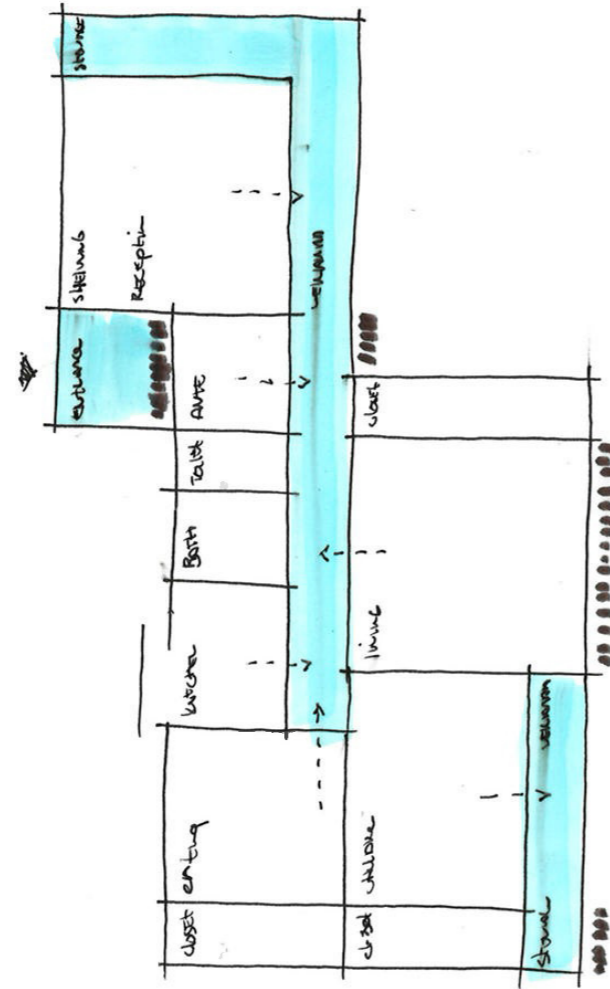 entrance
SHELVING
STORAGE
Reception
closet
eating
kitchen
BATH
Toilet
ANTE
VERANDAH
closet
CHILDREN
living
closet
storage
VERANDAH